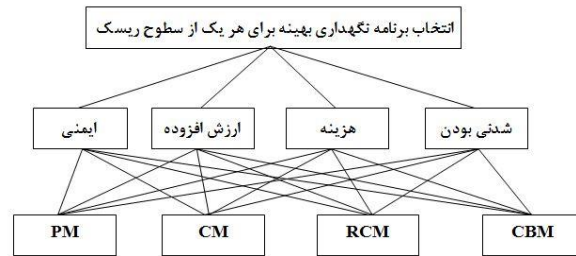 انتخاب برنامه نگهداری بهینه برای هر یک از سطوح ریسک
شدنی بودن
هزینه
ارزش افزوده
ایمنی
PM
CM
RCM
CBM